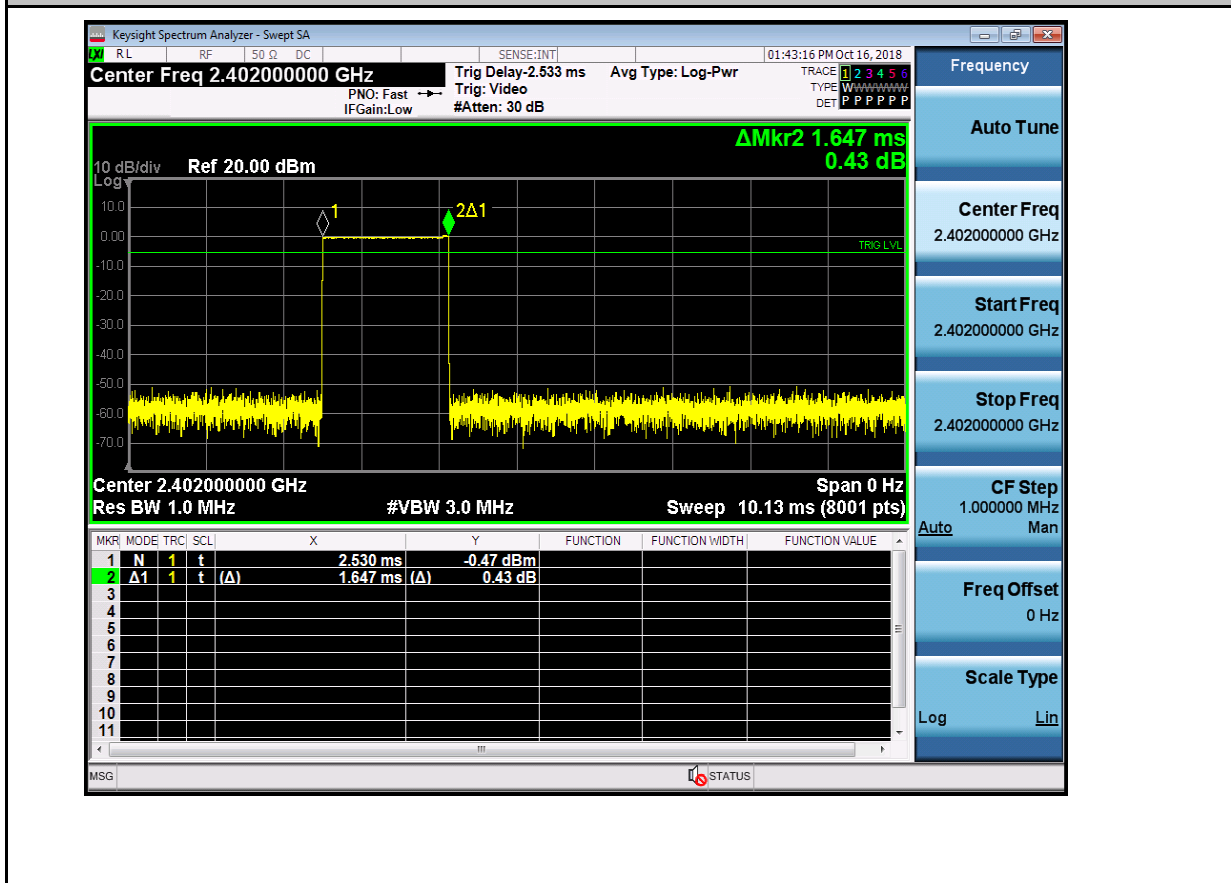 Keysight Spectrum Analyzer - Swept SA
LXI RL RF 50 Ω DC SENSE:INT 01:43:16 PM Oct 16, 2018
Center Freq 2.402000000 GHz
PNO: Fast
IFGain:Low
Trig Delay-2.533 ms
Trig: Video
#Atten: 30 dB
Avg Type: Log-Pwr
TRACE 1 2 3 4 5 6
TYPE WWWWWW
DET P P P P P P
ΔMkr2 1.647 ms
0.43 dB
10 dB/div Ref 20.00 dBm
Log
1
2Δ1
10.0
0.00
TRIG LVL
-10.0
-20.0
-30.0
-40.0
-50.0
-60.0
-70.0
Center 2.402000000 GHz Span 0 Hz
Res BW 1.0 MHz #VBW 3.0 MHz Sweep 10.13 ms (8001 pts)
MKR MODE TRC SCL X Y FUNCTION FUNCTION WIDTH FUNCTION VALUE
1 N 1 t 2.530 ms -0.47 dBm
2 Δ1 1 t (Δ) 1.647 ms (Δ) 0.43 dB
3
4
5
6
7
8
9
10
11
MSG STATUS
Frequency
Auto Tune
Center Freq
2.402000000 GHz
Start Freq
2.402000000 GHz
Stop Freq
2.402000000 GHz
CF Step
1.000000 MHz
Auto Man
Freq Offset
0 Hz
Scale Type
Log Lin